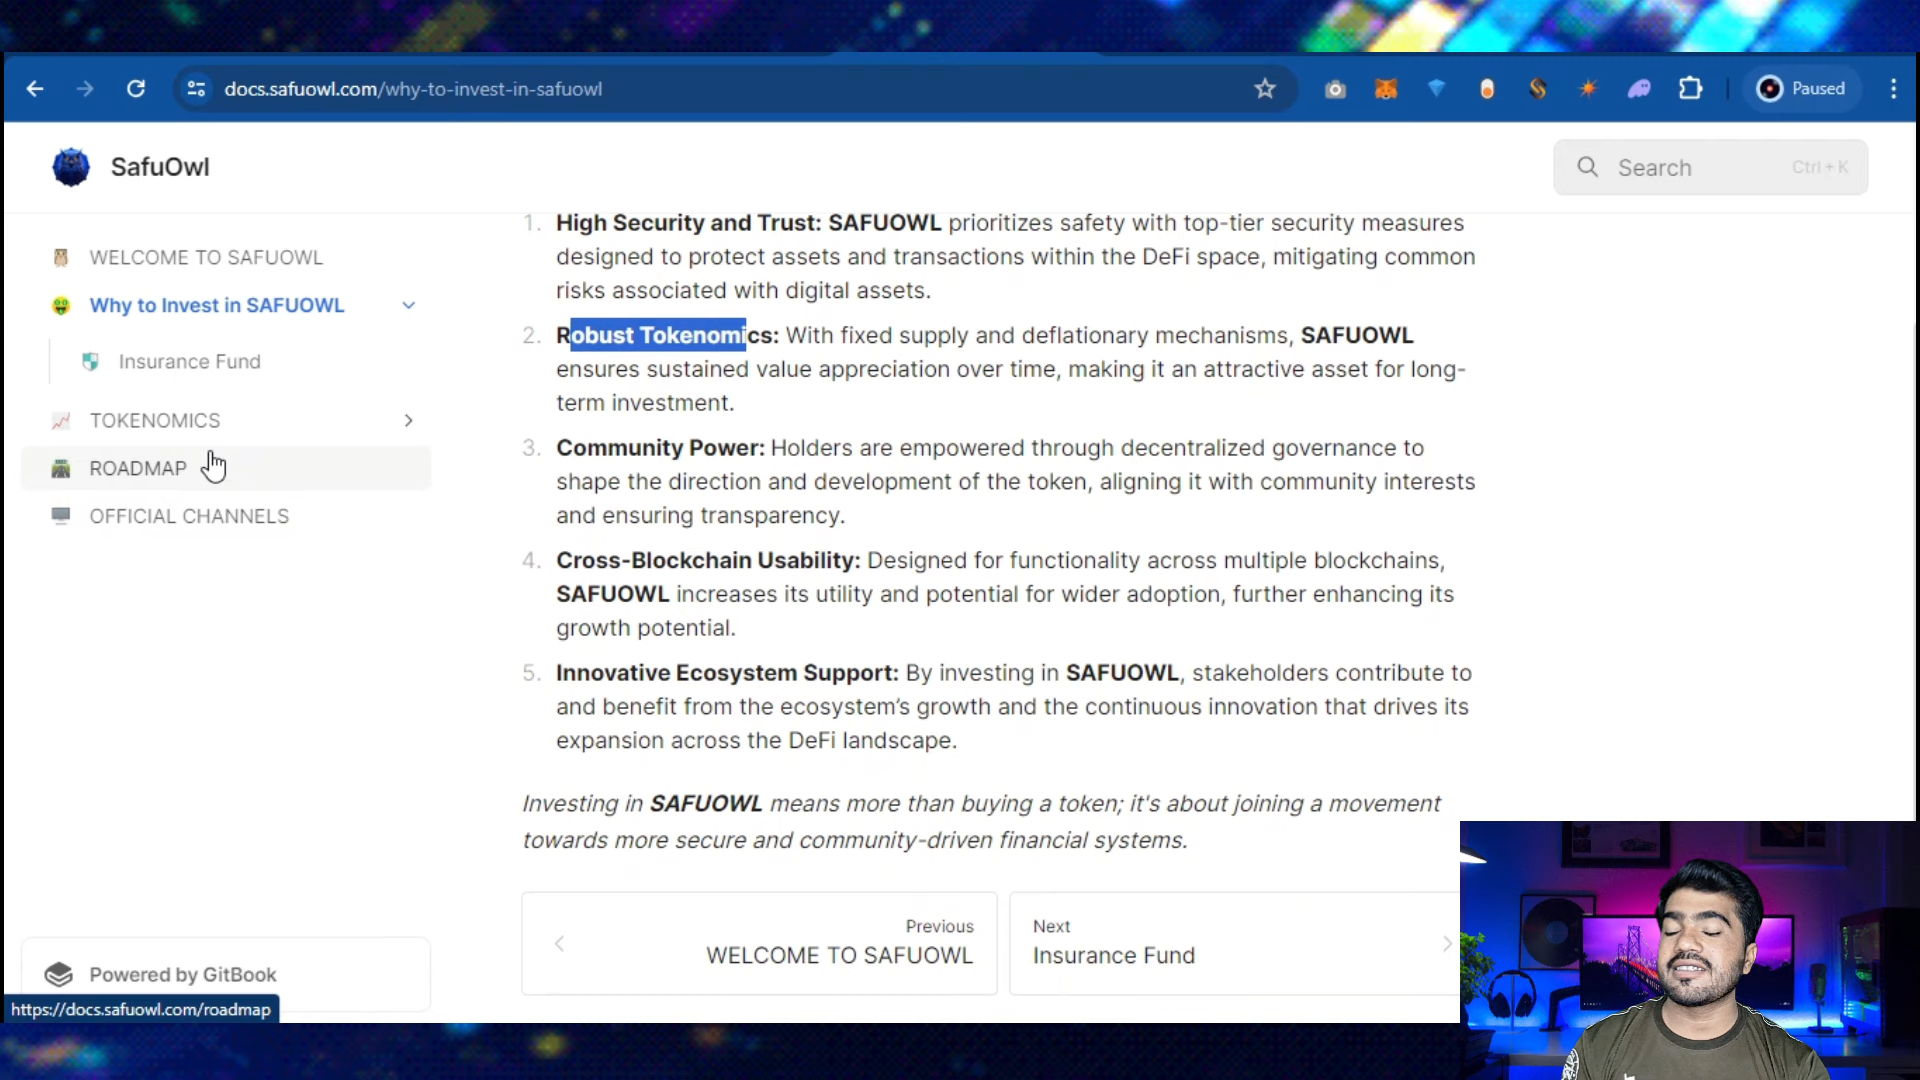 docs.safuowl.com/why-to-invest-in-safuowl
Paused
SafuOwl
Search
Ctrl + K
WELCOME TO SAFUOWL
Why to Invest in SAFUOWL
Insurance Fund
TOKENOMICS
ROADMAP
OFFICIAL CHANNELS
1. High Security and Trust: SAFUOWL prioritizes safety with top-tier security measures
designed to protect assets and transactions within the DeFi space, mitigating common
risks associated with digital assets.
2. Robust Tokenomics: With fixed supply and deflationary mechanisms, SAFUOWL
ensures sustained value appreciation over time, making it an attractive asset for long-
term investment.
3. Community Power: Holders are empowered through decentralized governance to
shape the direction and development of the token, aligning it with community interests
and ensuring transparency.
4. Cross-Blockchain Usability: Designed for functionality across multiple blockchains,
SAFUOWL increases its utility and potential for wider adoption, further enhancing its
growth potential.
5. Innovative Ecosystem Support: By investing in SAFUOWL, stakeholders contribute to
and benefit from the ecosystem’s growth and the continuous innovation that drives its
expansion across the DeFi landscape.
Investing in SAFUOWL means more than buying a token; it's about joining a movement
towards more secure and community-driven financial systems.
Previous
WELCOME TO SAFUOWL
Next
Insurance Fund
Powered by GitBook
https://docs.safuowl.com/roadmap